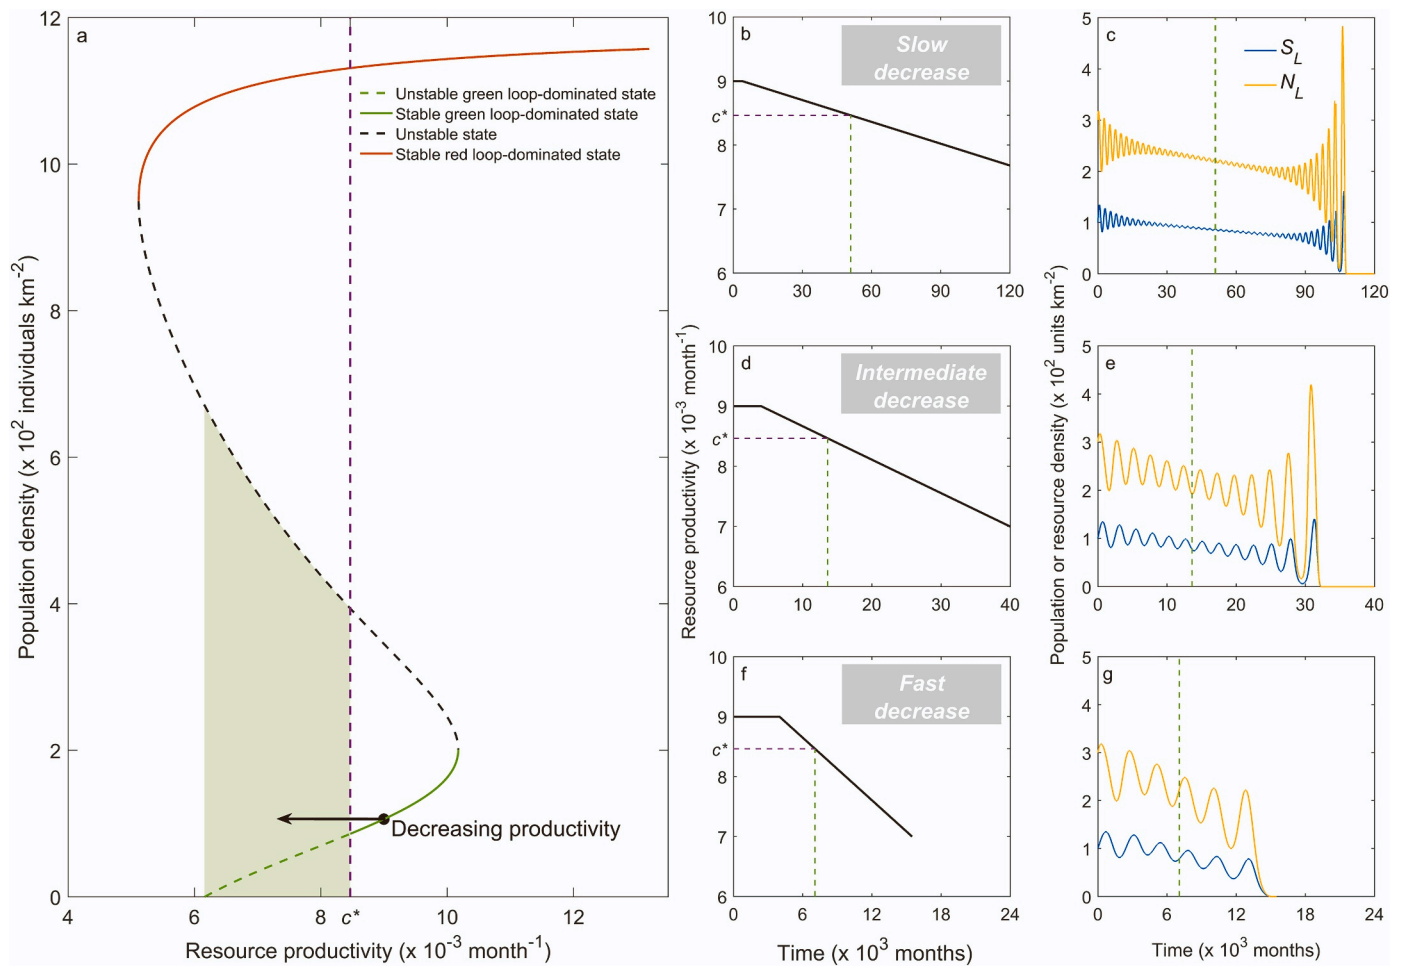 a
12
10
8
6
4
2
0
4
6
8
c*
10
12
Population density (x 10² individuals km⁻²)
Resource productivity (x 10⁻³ month⁻¹)
Unstable green loop-dominated state
Stable green loop-dominated state
Unstable state
Stable red loop-dominated state
Decreasing productivity
b
Slow
decrease
10
9
c*
8
7
6
0
30
60
90
120
c
S_L
N_L
5
4
3
2
1
0
0
30
60
90
120
Resource productivity (x 10⁻³ month⁻¹)
Population or resource density (x 10² units km⁻²)
d
Intermediate
decrease
10
9
c*
8
7
6
0
10
20
30
40
e
5
4
3
2
1
0
0
10
20
30
40
f
Fast
decrease
10
9
c*
8
7
6
0
6
12
18
24
Time (x 10³ months)
g
5
4
3
2
1
0
0
6
12
18
24
Time (x 10³ months)